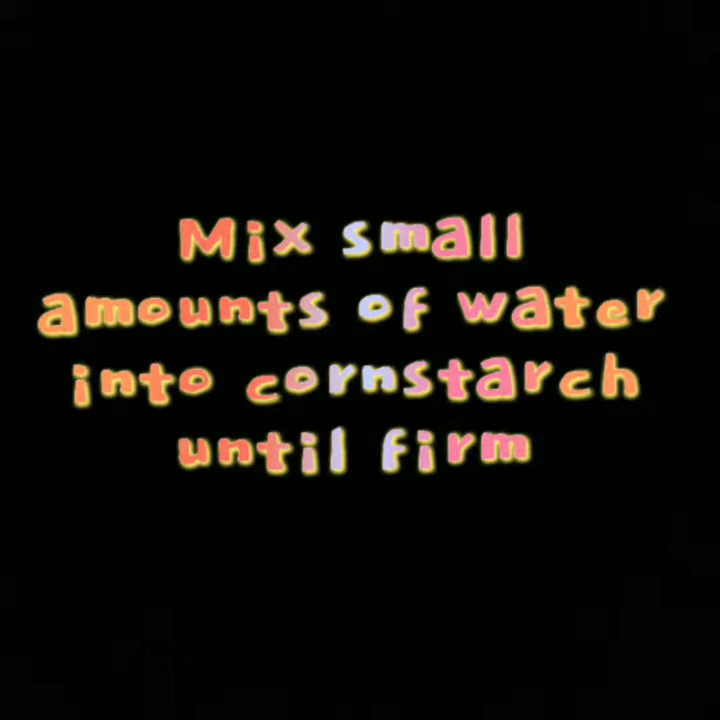 Mix small
amounts of water
into cornstarch
until firm